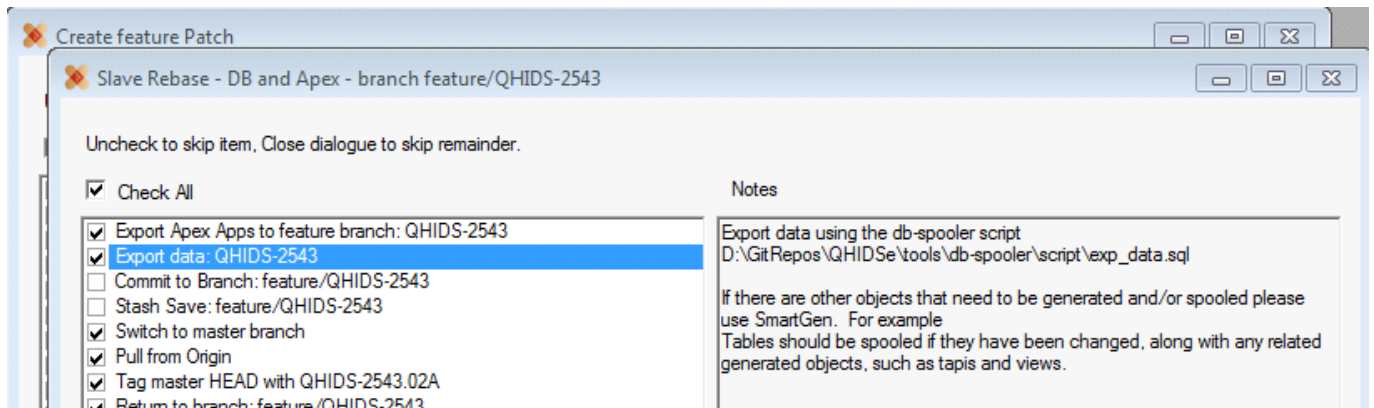 Create feature Patch
Slave Rebase - DB and Apex - branch feature/QHIDS-2543
Uncheck to skip item, Close dialogue to skip remainder.
Check All
Notes
Export Apex Apps to feature branch: QHIDS-2543
Export data: QHIDS-2543
Commit to Branch: feature/QHIDS-2543
Stash Save: feature/QHIDS-2543
Switch to master branch
Pull from Origin
Tag master HEAD with QHIDS-2543.02A
Return to branch: feature/QHIDS-2543
Export data using the db-spooler script
D:\GitRepos\QHIDSe\tools\db-spooler\script\exp_data.sql
If there are other objects that need to be generated and/or spooled please
use SmartGen. For example
Tables should be spooled if they have been changed, along with any related
generated objects, such as tapis and views.